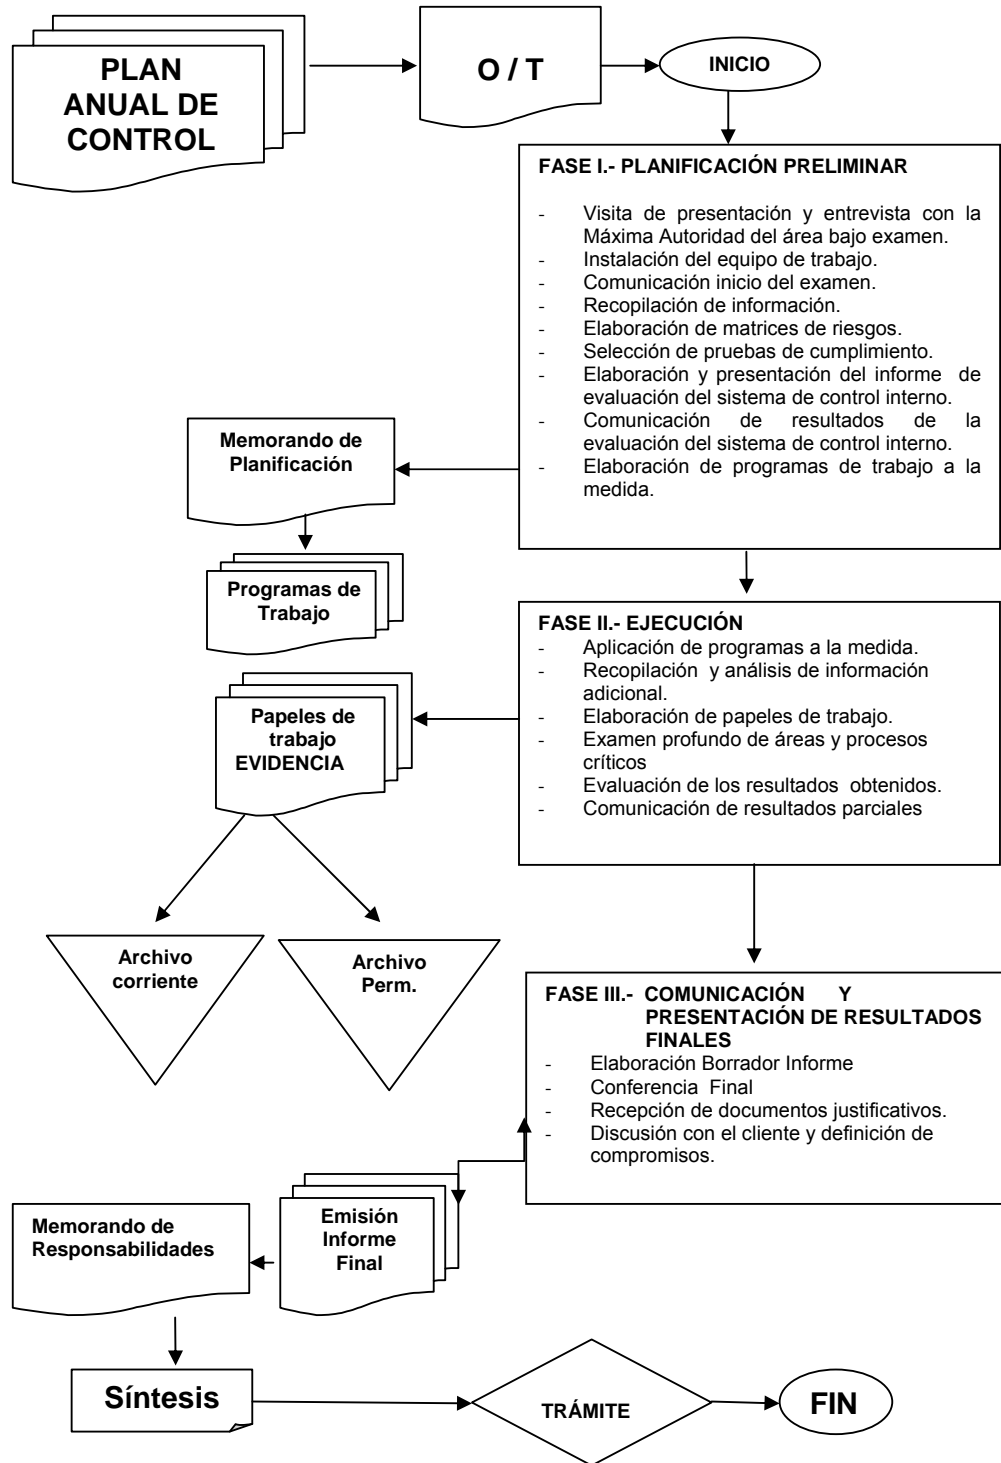 PLAN
ANUAL DE
CONTROL
O / T
INICIO
FASE I.- PLANIFICACIÓN PRELIMINAR
- Visita de presentación y entrevista con la
Máxima Autoridad del área bajo examen.
- Instalación del equipo de trabajo.
- Comunicación inicio del examen.
- Recopilación de información.
- Elaboración de matrices de riesgos.
- Selección de pruebas de cumplimiento.
- Elaboración y presentación del informe de
evaluación del sistema de control interno.
- Comunicación de resultados de la
evaluación del sistema de control interno.
- Elaboración de programas de trabajo a la
medida.
Memorando de
Planificación
Programas de
Trabajo
FASE II.- EJECUCIÓN
- Aplicación de programas a la medida.
- Recopilación y análisis de información
adicional.
- Elaboración de papeles de trabajo.
- Examen profundo de áreas y procesos
críticos
- Evaluación de los resultados obtenidos.
- Comunicación de resultados parciales
Papeles de
trabajo
EVIDENCIA
Archivo
corriente
Archivo
Perm.
FASE III.- COMUNICACIÓN Y
PRESENTACIÓN DE RESULTADOS
FINALES
- Elaboración Borrador Informe
- Conferencia Final
- Recepción de documentos justificativos.
- Discusión con el cliente y definición de
compromisos.
Emisión
Informe
Final
Memorando de
Responsabilidades
Síntesis
TRÁMITE
FIN